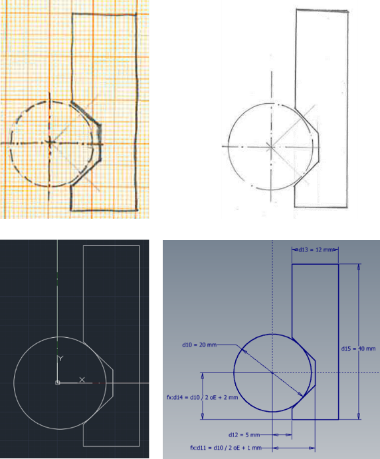 d13 = 12 mm
Y
X
d10 = 20 mm
d15 = 40 mm
fx:d14 = d10 / 2 oE + 2 mm
d12 = 5 mm
fx:d11 = d10 / 2 oE + 1 mm